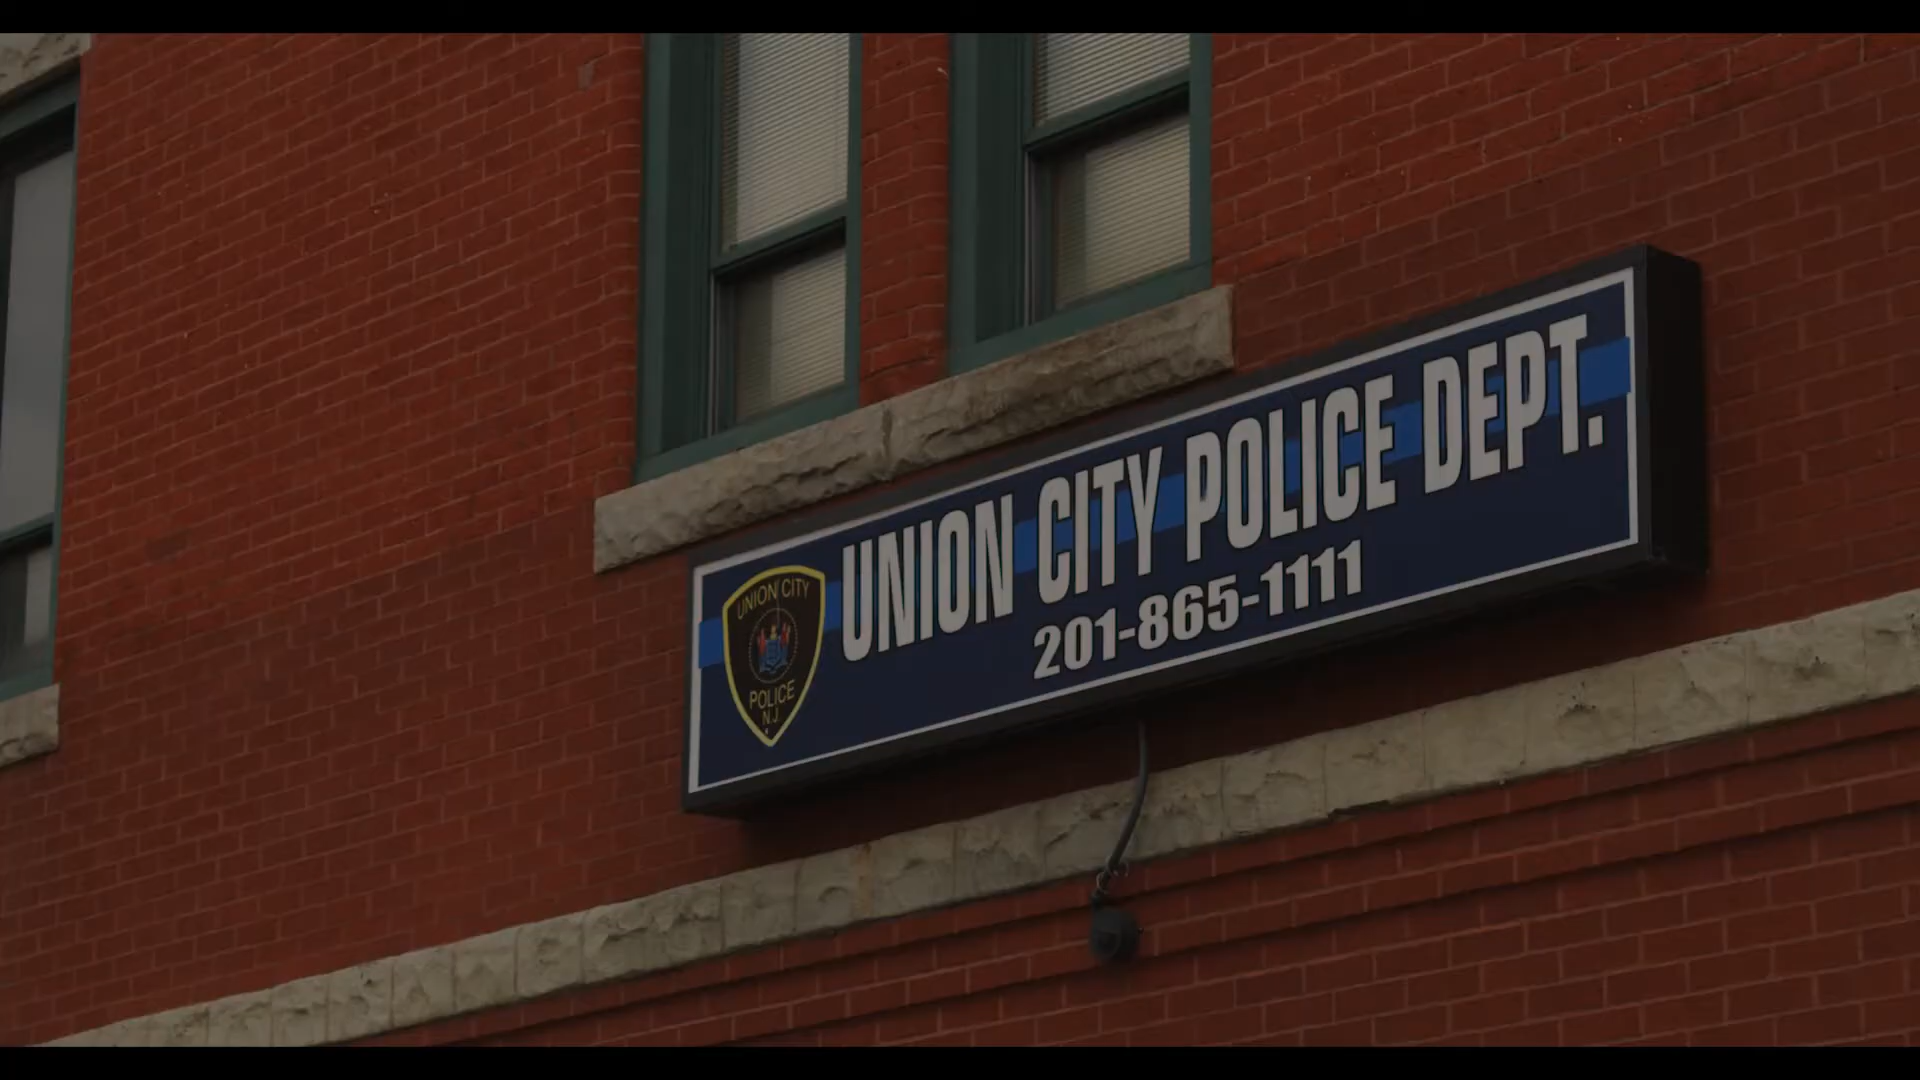 UNION CITY POLICE DEPT.
201-865-1111
UNION CITY
POLICE
N.J.